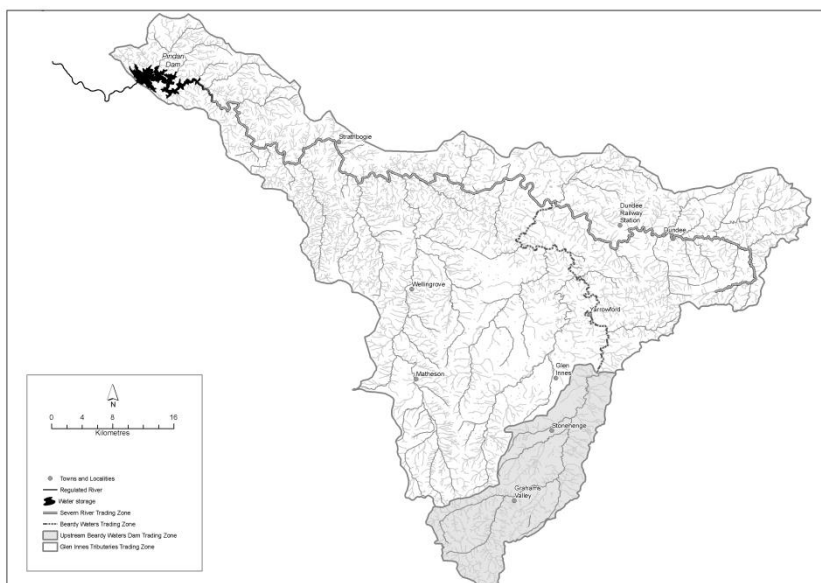 Pindari
Dam
Strathbogie
Dundee
Railway
Station
Dundee
Wellingrove
Yarrowford
Matheson
Glen
Innes
Stonehenge
Grahams
Valley
N
0 4 8 16
Kilometres
Towns and Localities
Regulated River
Water storage
Severn River Trading Zone
Beardy Waters Trading Zone
Upstream Beardy Waters Dam Trading Zone
Glen Innes Tributaries Trading Zone